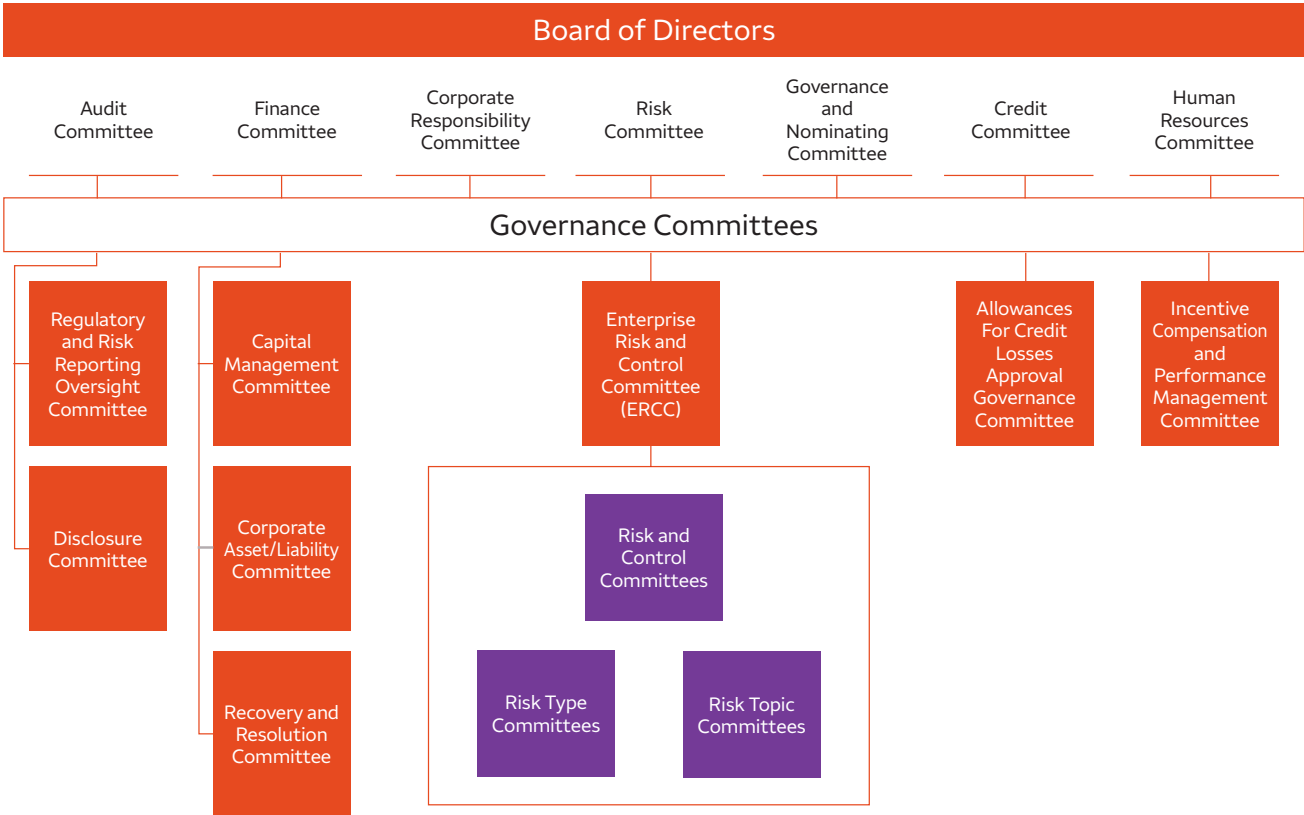 Board of Directors
Audit
Committee
Finance
Committee
Corporate
Responsibility
Committee
Risk
Committee
Governance
and
Nominating
Committee
Credit
Committee
Human
Resources
Committee
Governance Committees
Regulatory
and Risk
Reporting
Oversight
Committee
Capital
Management
Committee
Enterprise
Risk and
Control
Committee
(ERCC)
Allowances
For Credit
Losses
Approval
Governance
Committee
Incentive
Compensation
and
Performance
Management
Committee
Disclosure
Committee
Corporate
Asset/Liability
Committee
Risk and
Control
Committees
Recovery and
Resolution
Committee
Risk Type
Committees
Risk Topic
Committees